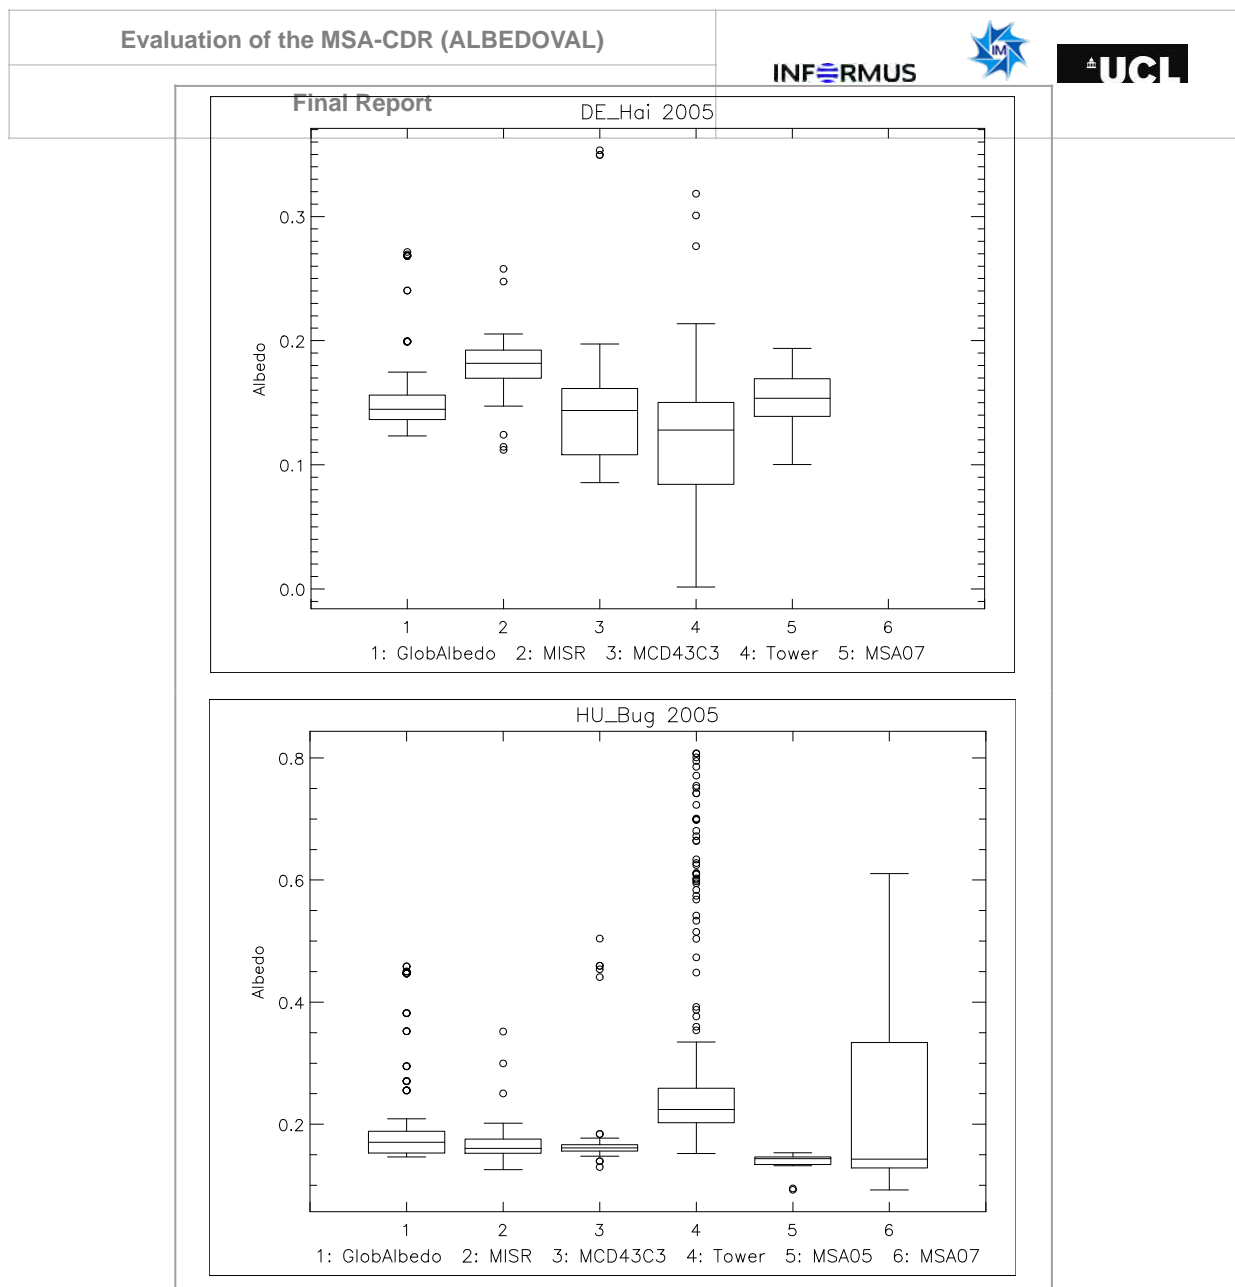 Evaluation of the MSA-CDR (ALBEDOVAL)
INFORMUS
IM
UCL
Final Report
DE_Hai 2005
0.3
0.2
0.1
0.0
Albedo
1 2 3 4 5 6
1: GlobAlbedo 2: MISR 3: MCD43C3 4: Tower 5: MSA07
HU_Bug 2005
0.8
0.6
0.4
0.2
Albedo
1 2 3 4 5 6
1: GlobAlbedo 2: MISR 3: MCD43C3 4: Tower 5: MSA05 6: MSA07